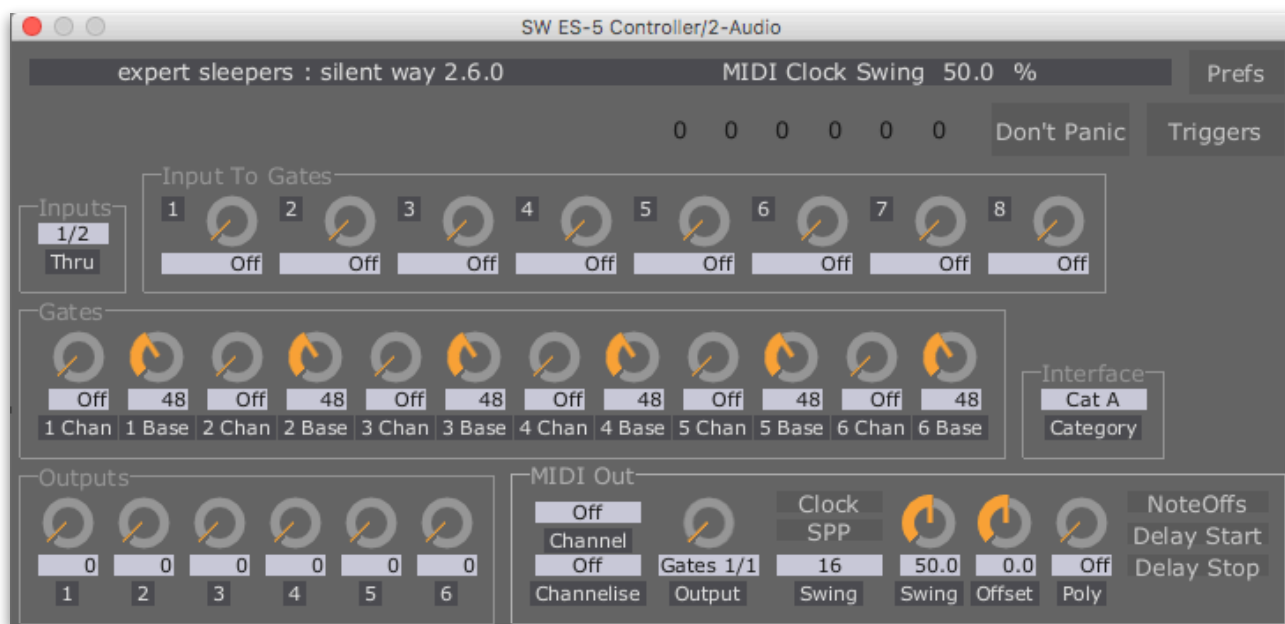 SW ES-5 Controller/2-Audio
expert sleepers : silent way 2.6.0 MIDI Clock Swing 50.0 % Prefs
0 0 0 0 0 0 Don't Panic Triggers
Input To Gates
1 2 3 4 5 6 7 8
Off Off Off Off Off Off Off Off
Inputs
1/2
Thru
Gates
Off 48 Off 48 Off 48 Off 48 Off 48 Off 48
1 Chan 1 Base 2 Chan 2 Base 3 Chan 3 Base 4 Chan 4 Base 5 Chan 5 Base 6 Chan 6 Base
Interface
Cat A
Category
Outputs
0 0 0 0 0 0
1 2 3 4 5 6
MIDI Out
Off
Channel
Off
Channelise
Gates 1/1
Output
Clock
SPP
16
Swing
50.0 0.0 Off
Swing Offset Poly
NoteOffs
Delay Start
Delay Stop